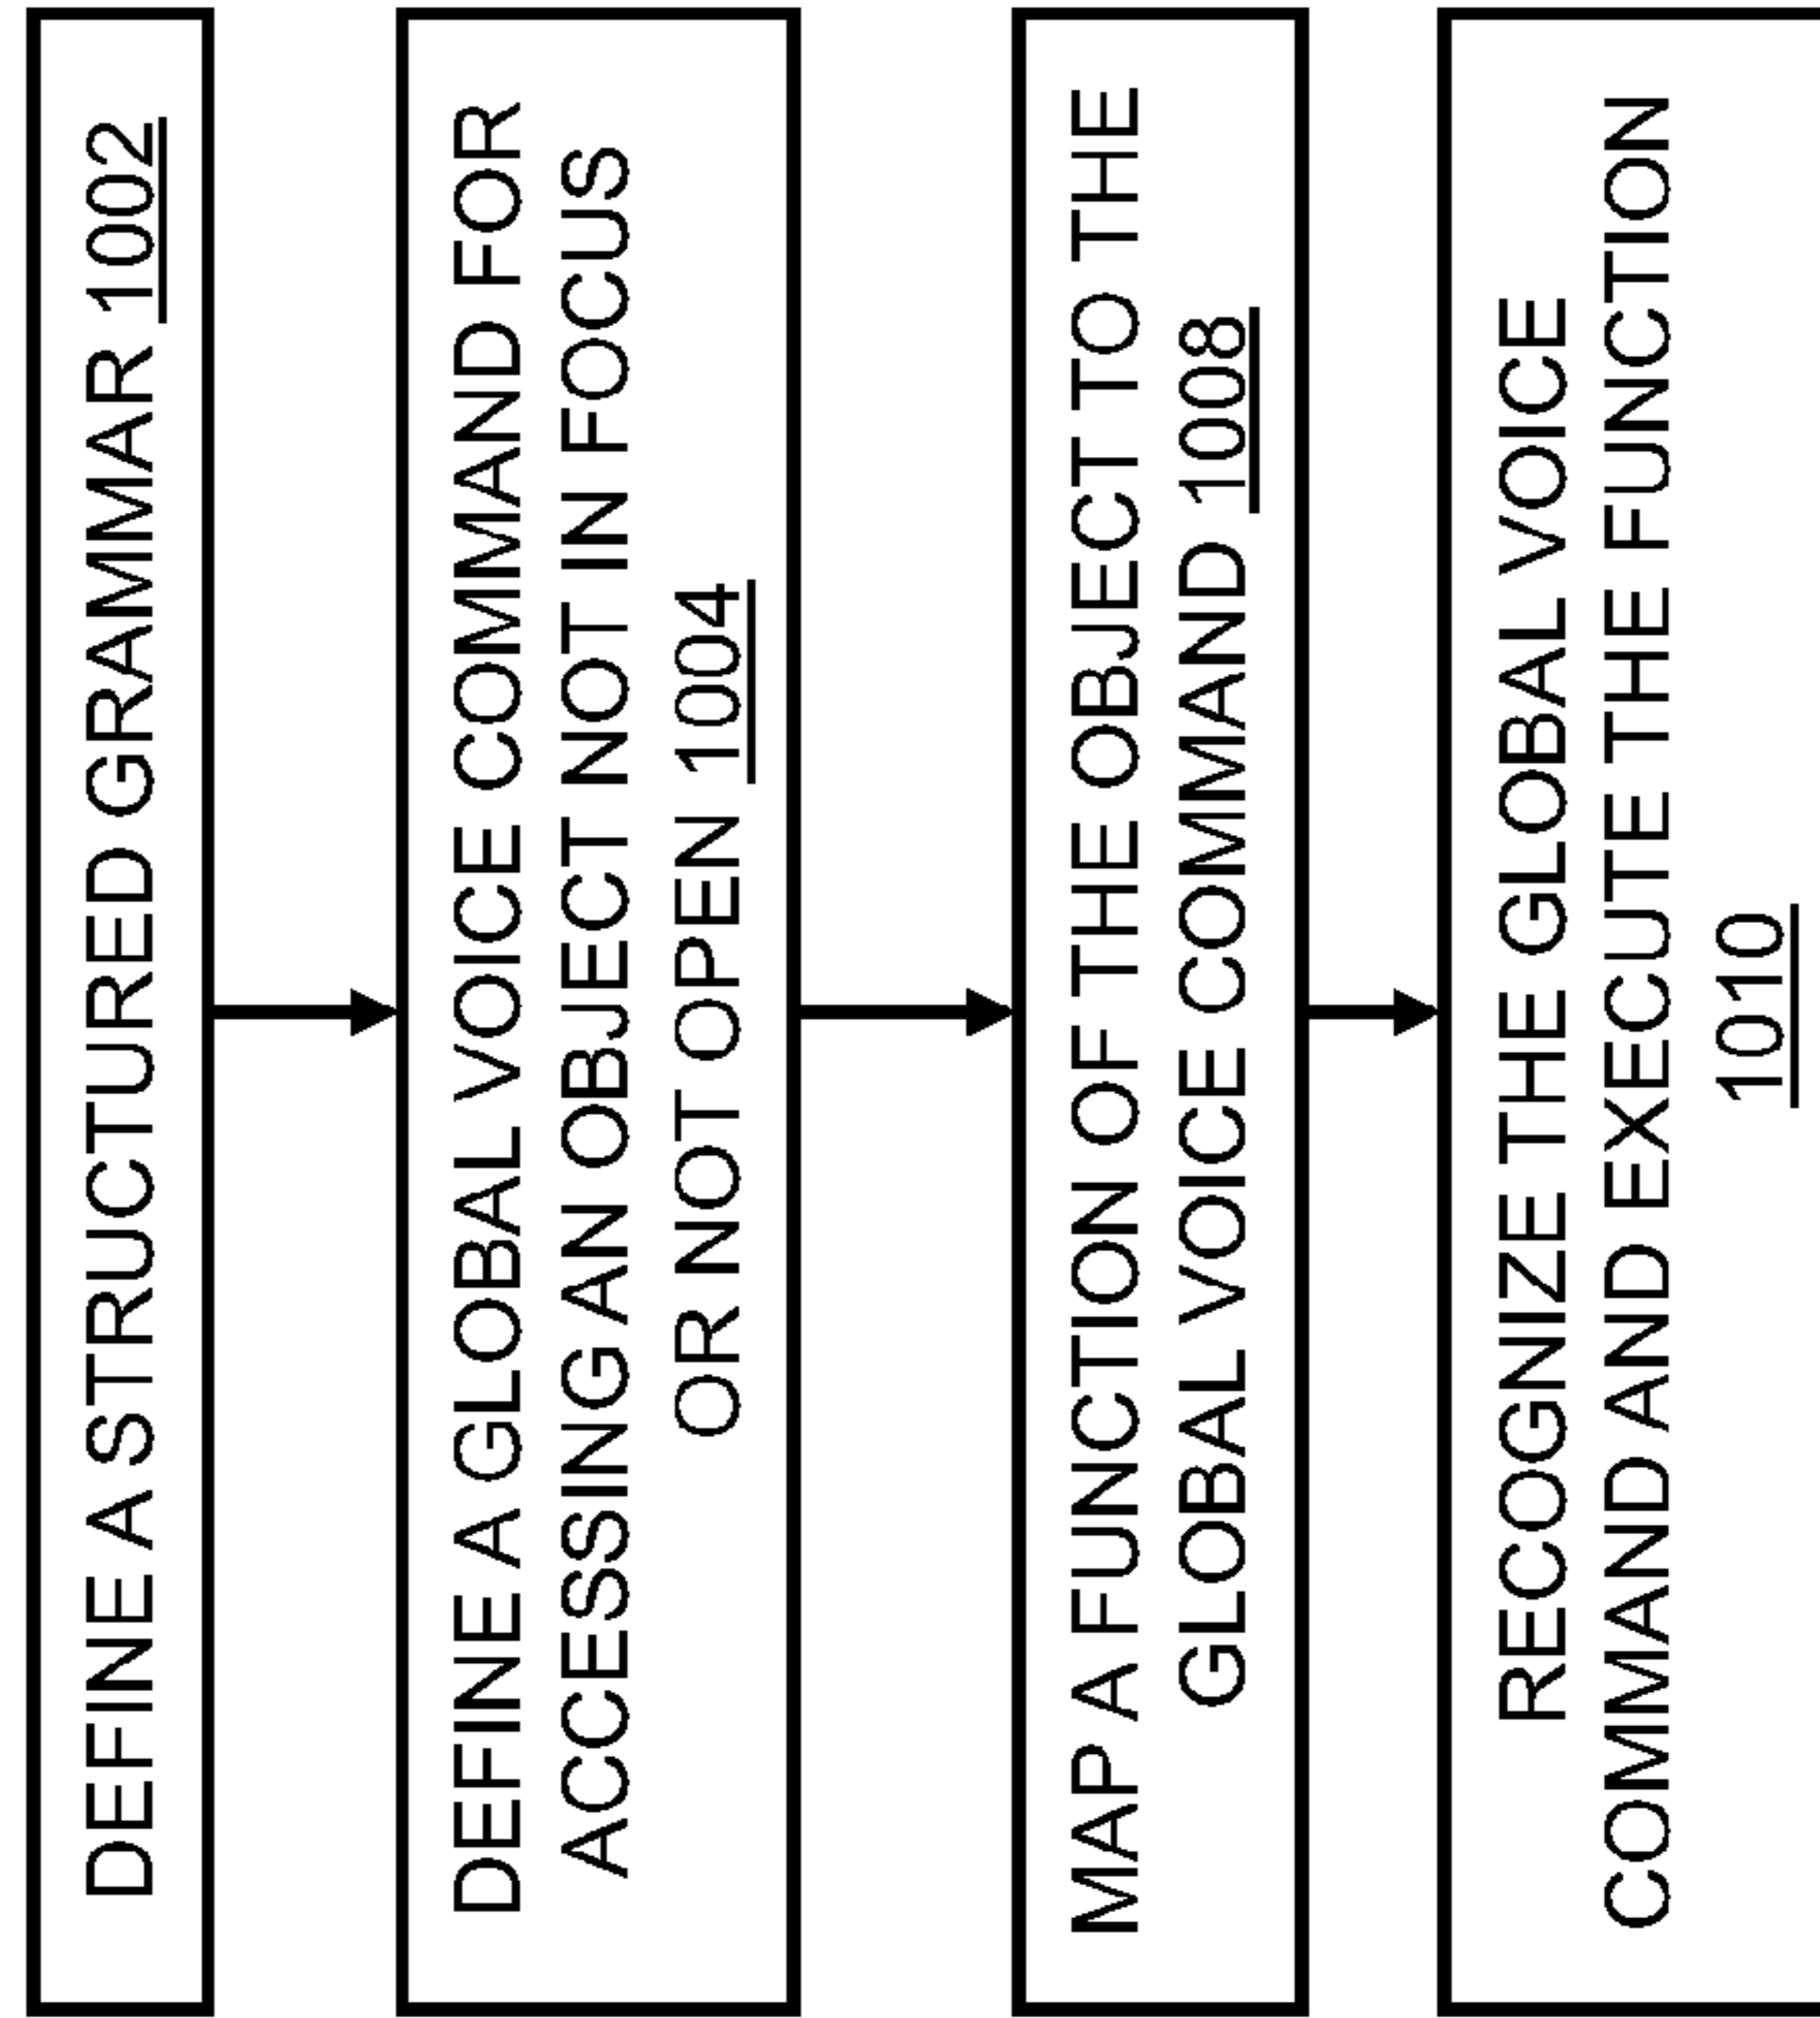 DEFINE A STRUCTURED GRAMMAR 1002
DEFINE A GLOBAL VOICE COMMAND FOR
ACCESSING AN OBJECT NOT IN FOCUS
OR NOT OPEN 1004
MAP A FUNCTION OF THE OBJECT TO THE
GLOBAL VOICE COMMAND 1008
RECOGNIZE THE GLOBAL VOICE
COMMAND AND EXECUTE THE FUNCTION
1010